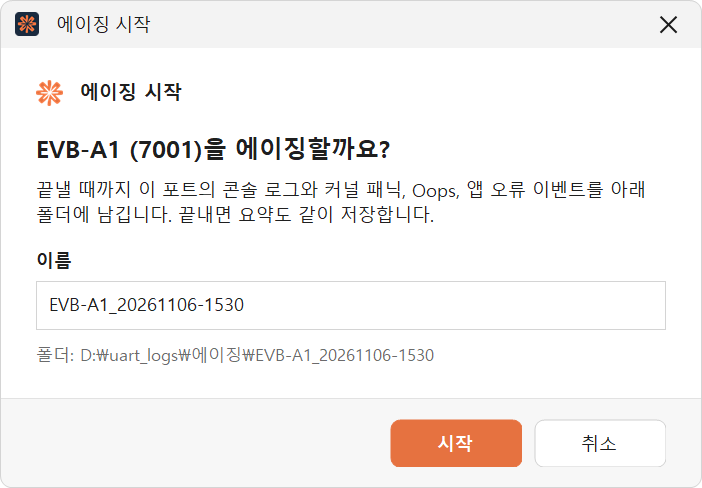 에이징 시작
에이징 시작
EVB-A1 (7001)을 에이징할까요?
끝낼 때까지 이 포트의 콘솔 로그와 커널 패닉, Oops, 앱 오류 이벤트를 아래
폴더에 남깁니다. 끝내면 요약도 같이 저장합니다.
이름
EVB-A1_20261106-1530
폴더: D:₩uart_logs₩에이징₩EVB-A1_20261106-1530
시작
취소